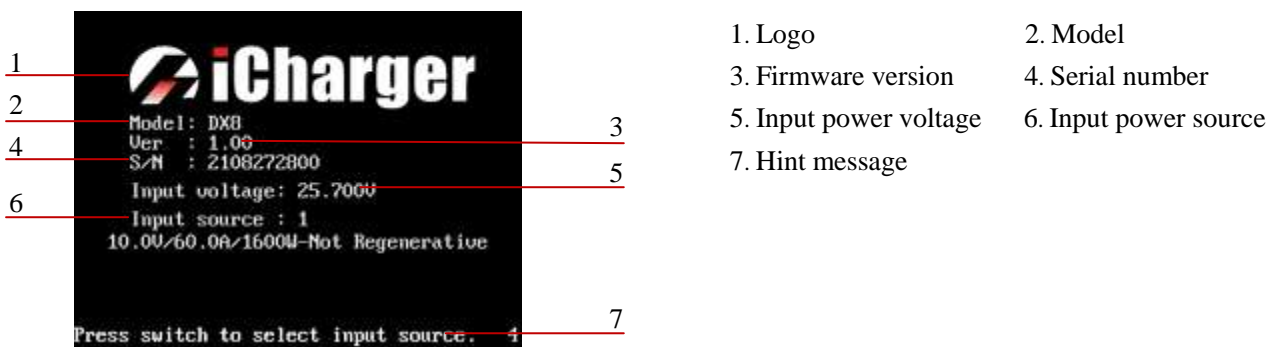 iCharger
Model: DX8
Ver : 1.00
S/N : 2108272800
Input voltage: 25.700V
Input source : 1
10.0V/60.0A/1600W-Not Regenerative
Press switch to select input source. 4
1
2
4
6
3
5
7
1. Logo 2. Model
3. Firmware version 4. Serial number
5. Input power voltage 6. Input power source
7. Hint message